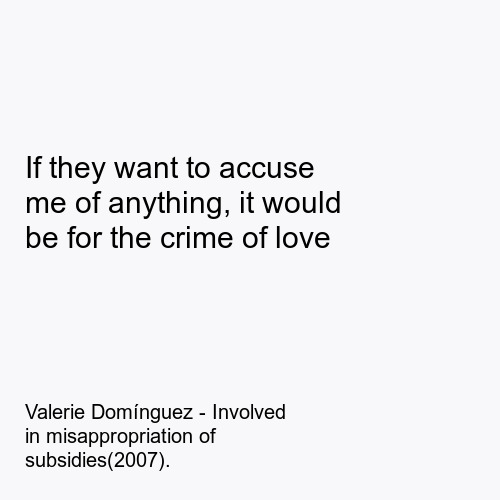 If they want to accuse
me of anything, it would
be for the crime of love
Valerie Domínguez - Involved
in misappropriation of
subsidies(2007).